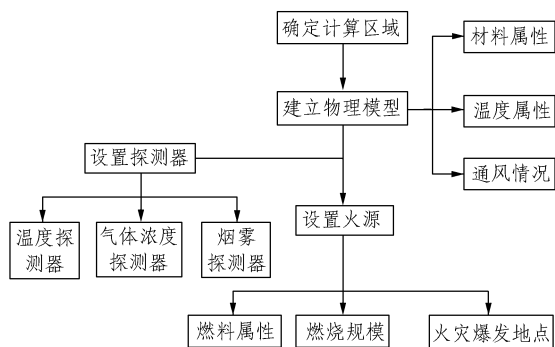 确定计算区域
材料属性
建立物理模型
温度属性
设置探测器
通风情况
设置火源
温度探
测器
气体浓度
探测器
烟雾
探测器
燃料属性
燃烧规模
火灾爆发地点